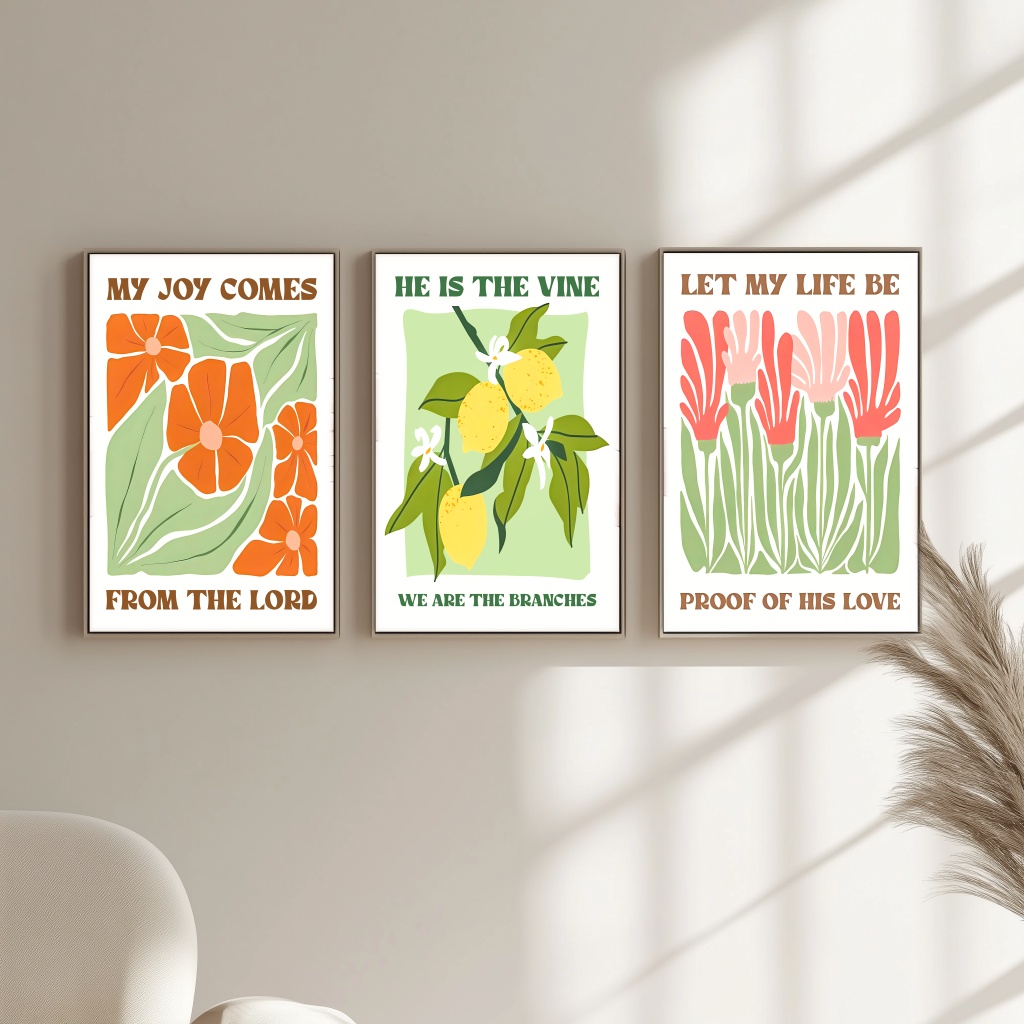 MY JOY COMES
FROM THE LORD
HE IS THE VINE
WE ARE THE BRANCHES
LET MY LIFE BE
PROOF OF HIS LOVE